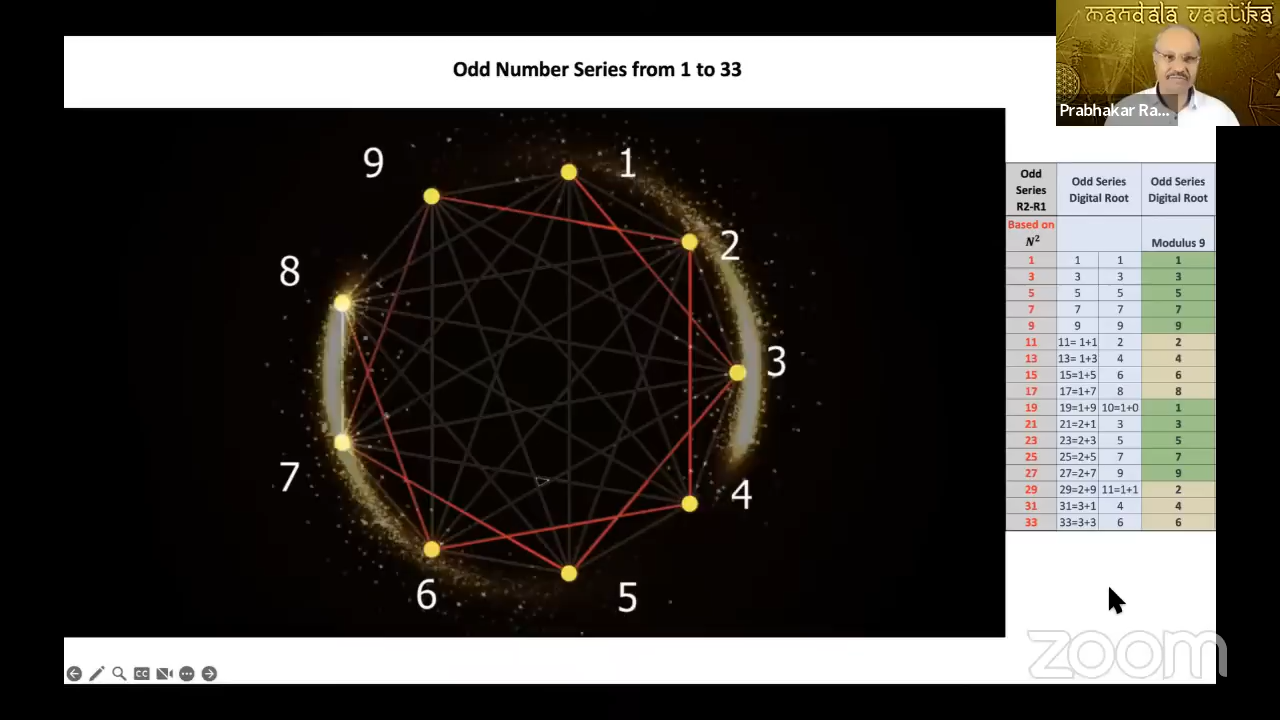 mandala vaatika
Prabhakar Ra...
Odd Number Series from 1 to 33
9
1
2
8
3
7
4
6
5
Odd Series R2-R1 Odd Series Digital Root Odd Series Digital Root
Based on N² Modulus 9
1 1 1 1
3 3 3 3
5 5 5 5
7 7 7 7
9 9 9 9
11 11= 1+1 2 2
13 13= 1+3 4 4
15 15=1+5 6 6
17 17=1+7 8 8
19 19=1+9 10=1+0 1
21 21=2+1 3 3
23 23=2+3 5 5
25 25=2+5 7 7
27 27=2+7 9 9
29 29=2+9 11=1+1 2
31 31=3+1 4 4
33 33=3+3 6 6
CC
zoom